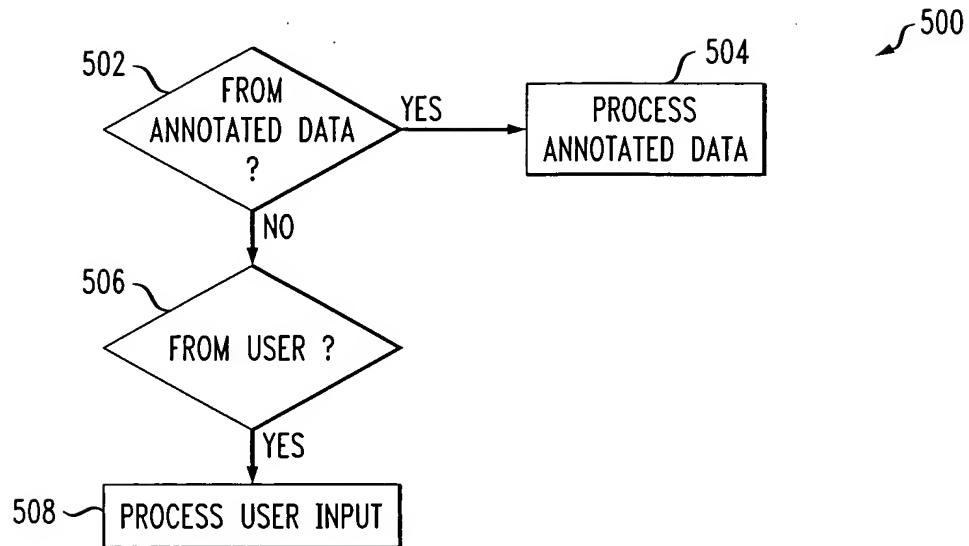 500
502
FROM
ANNOTATED DATA
?
YES
504
PROCESS
ANNOTATED DATA
NO
506
FROM USER ?
YES
508
PROCESS USER INPUT